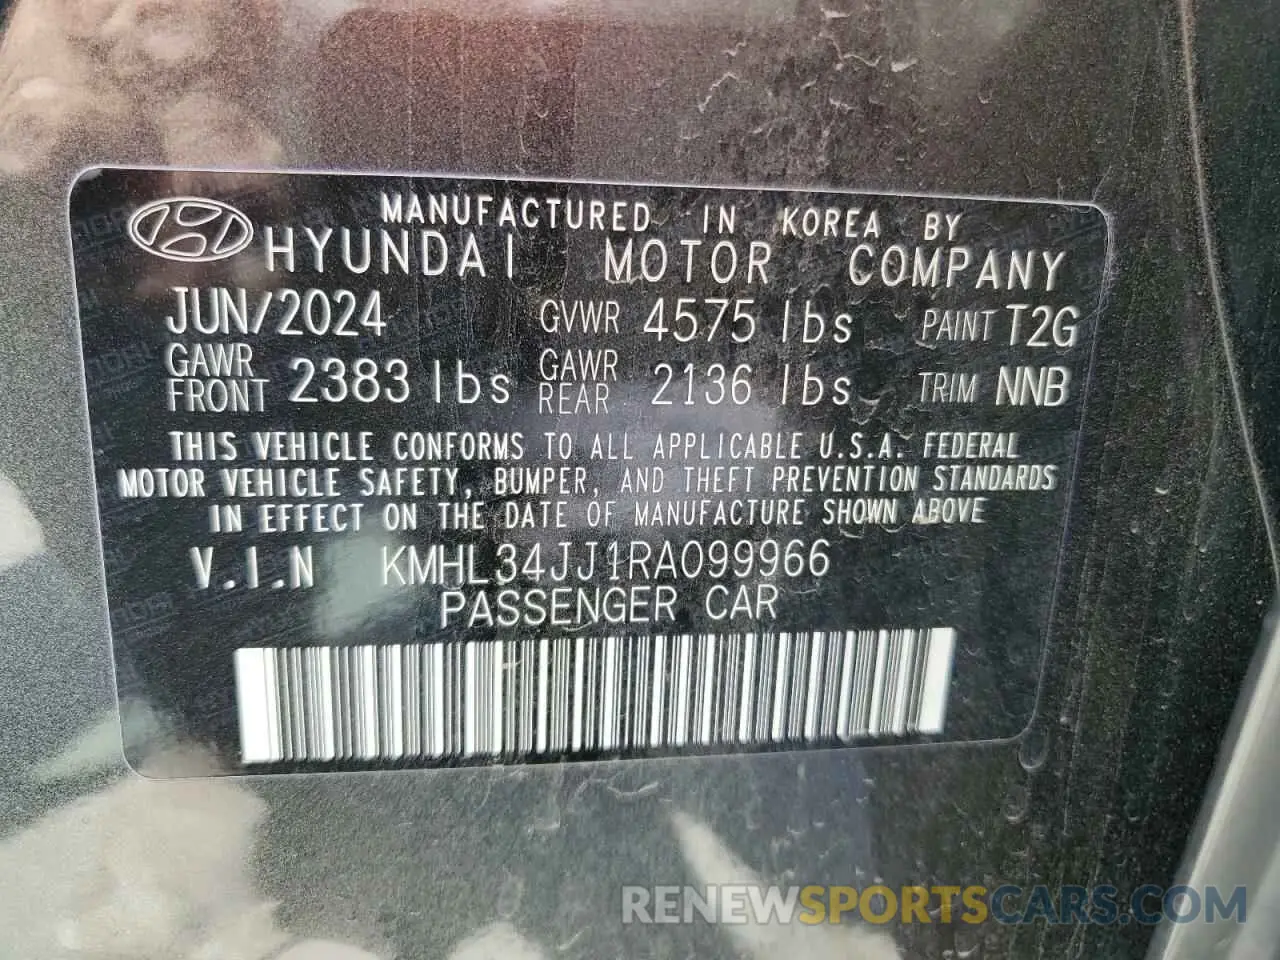 MANUFACTURED IN KOREA BY
HYUNDAI MOTOR COMPANY
JUN/2024 GVWR 4575 lbs PAINT T2G
GAWR FRONT 2383 lbs GAWR REAR 2136 lbs TRIM NNB
THIS VEHICLE CONFORMS TO ALL APPLICABLE U.S.A. FEDERAL
MOTOR VEHICLE SAFETY, BUMPER, AND THEFT PREVENTION STANDARDS
IN EFFECT ON THE DATE OF MANUFACTURE SHOWN ABOVE
V.I.N KMHL34JJ1RA099966
PASSENGER CAR
RENEWSPORTSCARS.COM